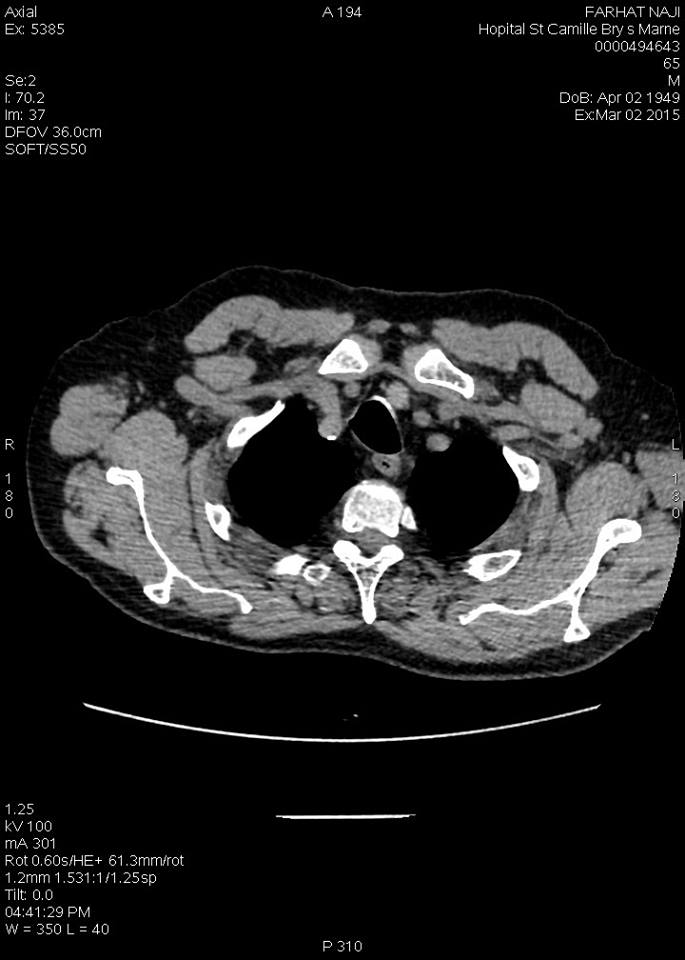 Axial
Ex: 5385
Se:2
I: 70.2
Im: 37
DFOV 36.0cm
SOFT/SS50
A 194
FARHAT NAJI
Hopital St Camille Bry s Marne
0000494643
65
M
DoB: Apr 02 1949
Ex:Mar 02 2015
R
1
8
0
L
1
8
0
1.25
kV 100
mA 301
Rot 0.60s/HE+ 61.3mm/rot
1.2mm 1.531:1/1.25sp
Tilt: 0.0
04:41:29 PM
W = 350 L = 40
P 310